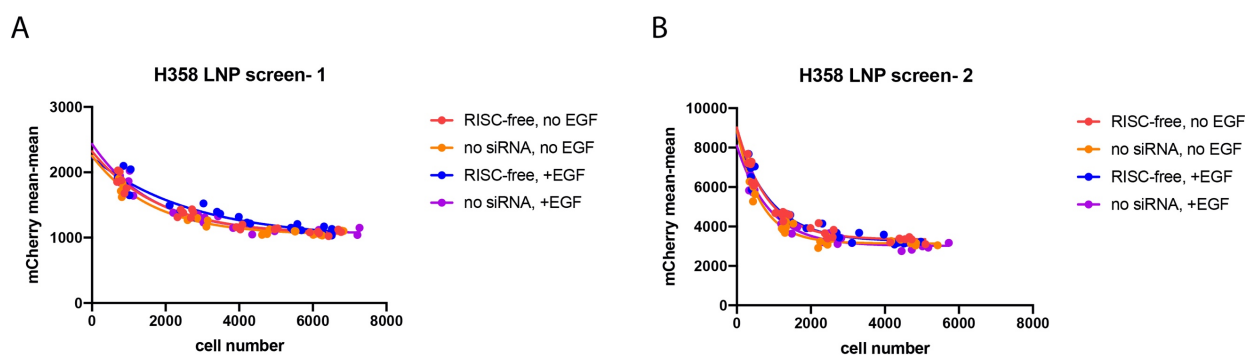 A
H358 LNP screen- 1
mCherry mean-mean
3000
2000
1000
0
0 2000 4000 6000 8000
cell number
RISC-free, no EGF
no siRNA, no EGF
RISC-free, +EGF
no siRNA, +EGF
B
H358 LNP screen- 2
mCherry mean-mean
10000
8000
6000
4000
2000
0
0 2000 4000 6000 8000
cell number
RISC-free, no EGF
no siRNA, no EGF
RISC-free, +EGF
no siRNA, +EGF